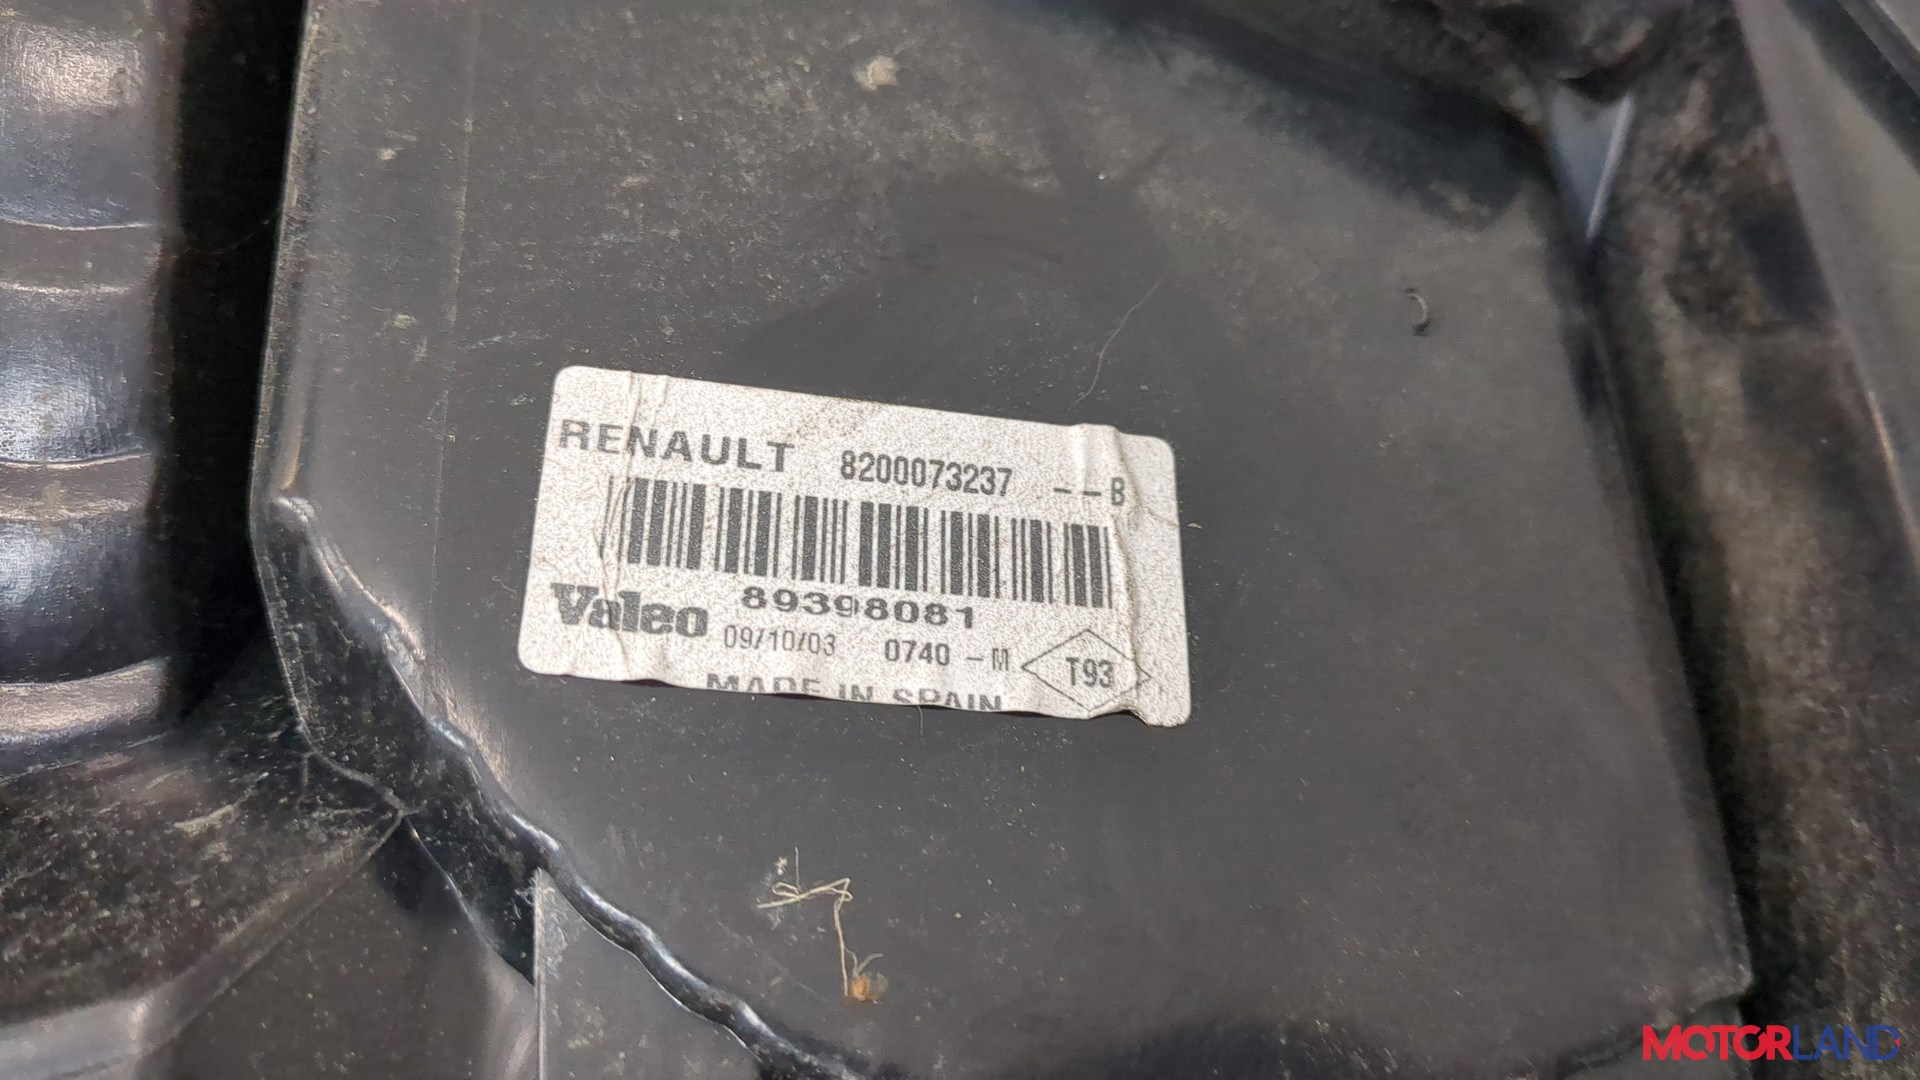 RENAULT 8200073237 --B
89398081
Valeo 09/10/03 0740 -M T93
MADE IN SPAIN
MOTORLAND